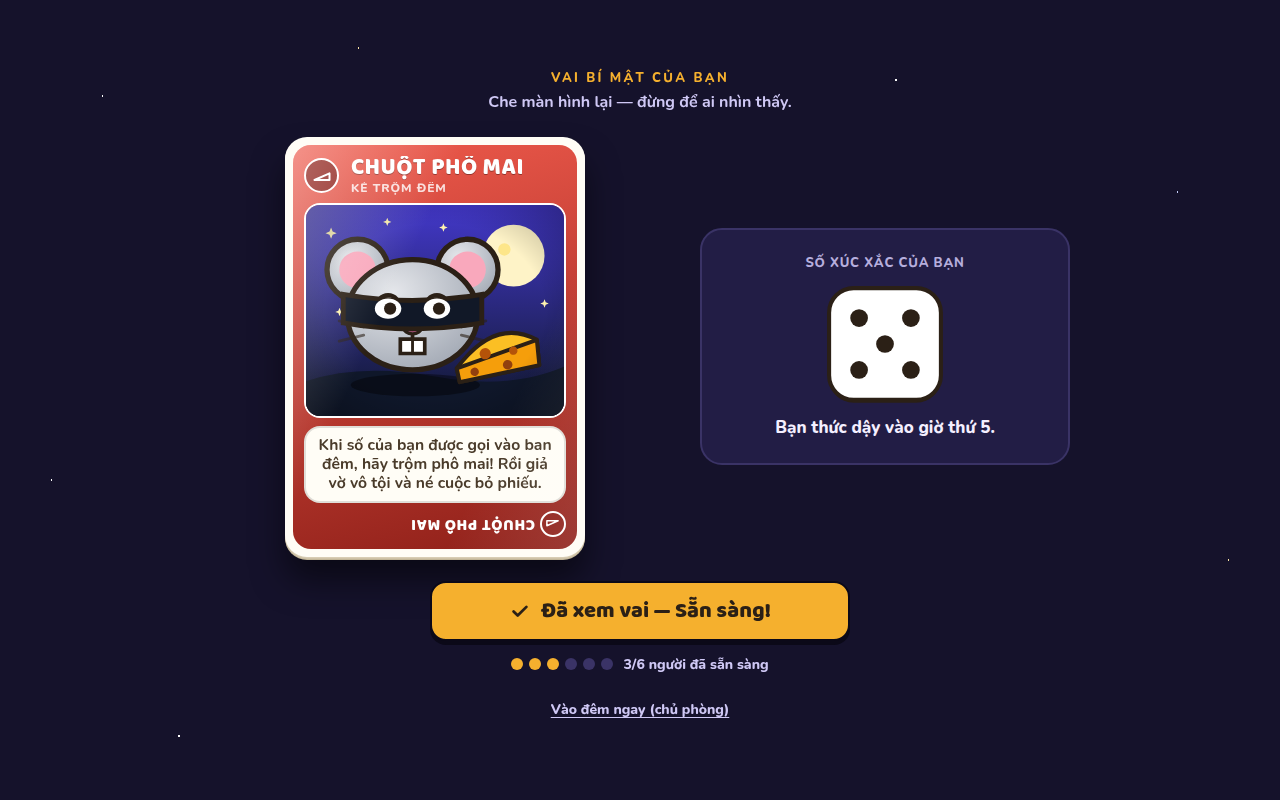 VAI BÍ MẬT CỦA BẠN
Che màn hình lại — đừng để ai nhìn thấy.
CHUỘT PHÔ MAI
KẺ TRỘM ĐÊM
Khi số của bạn được gọi vào ban
đêm, hãy trộm phô mai! Rồi giả
vờ vô tội và né cuộc bỏ phiếu.
CHUỘT PHÔ MAI
SỐ XÚC XẮC CỦA BẠN
Bạn thức dậy vào giờ thứ 5.
Đã xem vai — Sẵn sàng!
3/6 người đã sẵn sàng
Vào đêm ngay (chủ phòng)